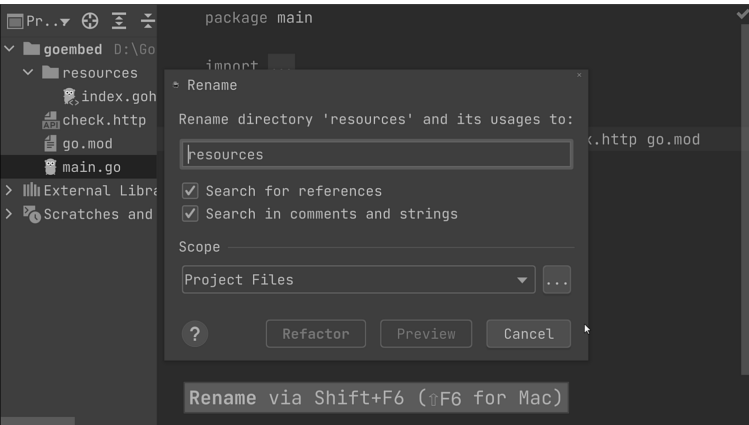 Pr..
package main
goembed D:\Go
resources
import ...
index.goh
check.http
go.mod
main.go
External Libra
Scratches and
Rename
Rename directory 'resources' and its usages to:
resources
.http go.mod
Search for references
Search in comments and strings
Scope
Project Files
...
? Refactor Preview Cancel
Rename via Shift+F6 (⇧F6 for Mac)